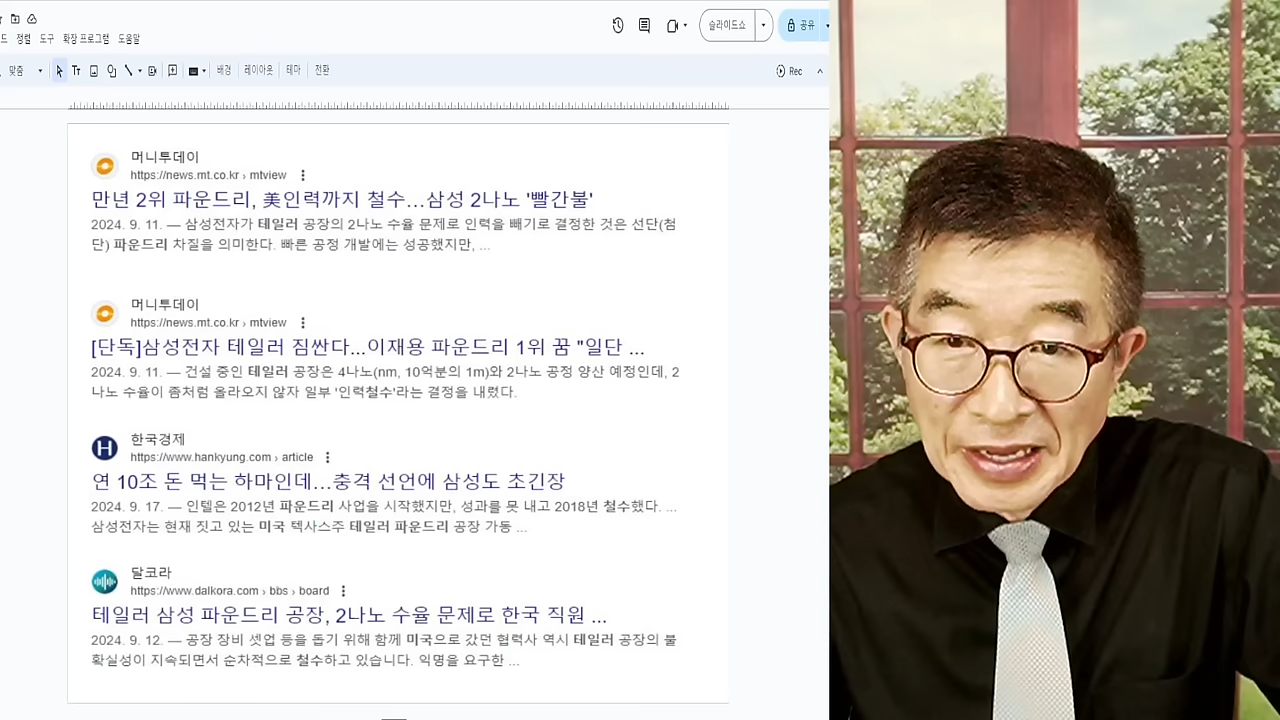 정렬 도구 확장 프로그램 도움말
슬라이드쇼
공유
맞춤
배경 레이아웃 테마 전환
Rec
머니투데이
https://news.mt.co.kr › mtview
만년 2위 파운드리, 美인력까지 철수…삼성 2나노 '빨간불'
2024. 9. 11. — 삼성전자가 테일러 공장의 2나노 수율 문제로 인력을 빼기로 결정한 것은 선단(첨
단) 파운드리 차질을 의미한다. 빠른 공정 개발에는 성공했지만, ...
머니투데이
https://news.mt.co.kr › mtview
[단독]삼성전자 테일러 짐싼다...이재용 파운드리 1위 꿈 "일단 ...
2024. 9. 11. — 건설 중인 테일러 공장은 4나노(nm, 10억분의 1m)와 2나노 공정 양산 예정인데, 2
나노 수율이 좀처럼 올라오지 않자 일부 '인력철수'라는 결정을 내렸다.
H
한국경제
https://www.hankyung.com › article
연 10조 돈 먹는 하마인데…충격 선언에 삼성도 초긴장
2024. 9. 17. — 인텔은 2012년 파운드리 사업을 시작했지만, 성과를 못 내고 2018년 철수했다. ...
삼성전자는 현재 짓고 있는 미국 텍사스주 테일러 파운드리 공장 가동 ...
달코라
https://www.dalkora.com › bbs › board
테일러 삼성 파운드리 공장, 2나노 수율 문제로 한국 직원 ...
2024. 9. 12. — 공장 장비 셋업 등을 돕기 위해 함께 미국으로 갔던 협력사 역시 테일러 공장의 불
확실성이 지속되면서 순차적으로 철수하고 있습니다. 익명을 요구한 ...